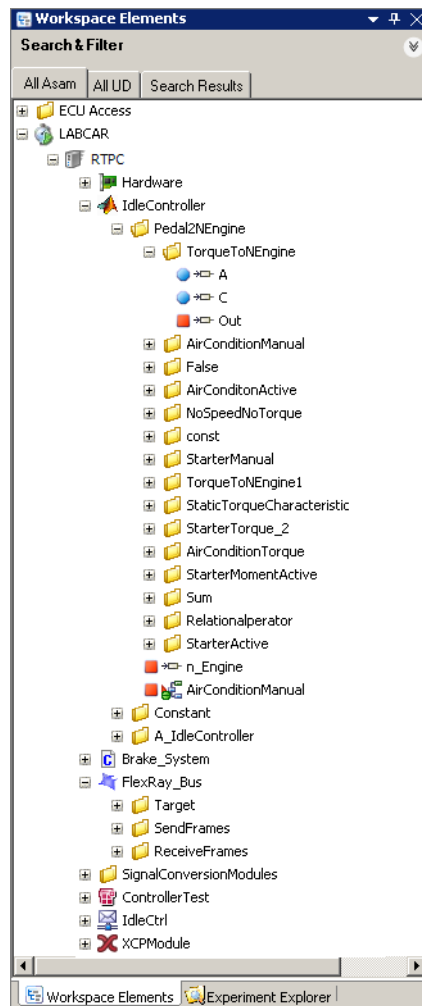 Workspace Elements
Search & Filter
All Asam All UD Search Results
ECU Access
LABCAR
RTPC
Hardware
IdleController
Pedal2NEngine
TorqueToNEngine
A
C
Out
AirConditionManual
False
AirConditonActive
NoSpeedNoTorque
const
StarterManual
TorqueToNEngine1
StaticTorqueCharacteristic
StarterTorque_2
AirConditionTorque
StarterMomentActive
Sum
Relationalperator
StarterActive
n_Engine
AirConditionManual
Constant
A_IdleController
Brake_System
FlexRay_Bus
Target
SendFrames
ReceiveFrames
SignalConversionModules
ControllerTest
IdleCtrl
XCPModule
Workspace Elements Experiment Explorer